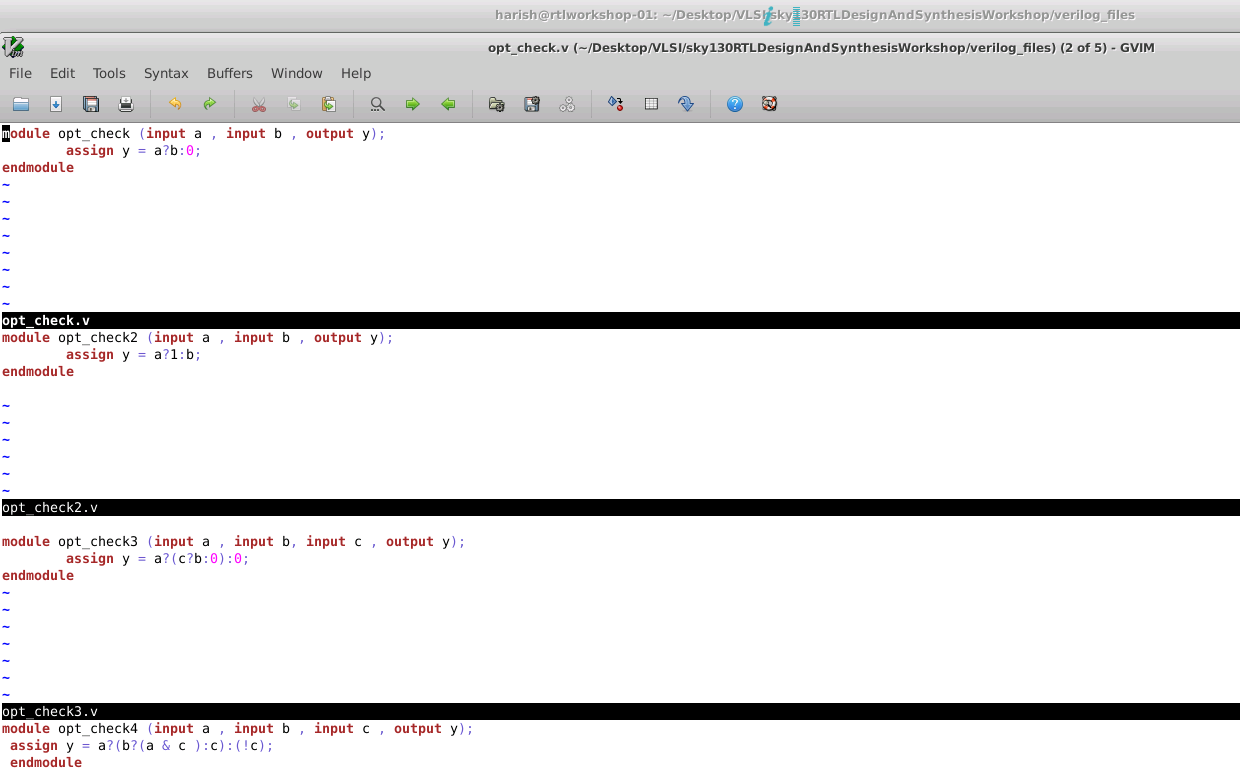 harish@rtlworkshop-01: ~/Desktop/VLSI/sky130RTLDesignAndSynthesisWorkshop/verilog_files
opt_check.v (~/Desktop/VLSI/sky130RTLDesignAndSynthesisWorkshop/verilog_files) (2 of 5) - GVIM
File Edit Tools Syntax Buffers Window Help
module opt_check (input a , input b , output y);
        assign y = a?b:0;
endmodule
~
~
~
~
~
~
~
~
opt_check.v
module opt_check2 (input a , input b , output y);
        assign y = a?1:b;
endmodule
~
~
~
~
~
~
opt_check2.v
module opt_check3 (input a , input b, input c , output y);
        assign y = a?(c?b:0):0;
endmodule
~
~
~
~
~
~
~
opt_check3.v
module opt_check4 (input a , input b , input c , output y);
 assign y = a?(b?(a & c ):c):(!c);
 endmodule